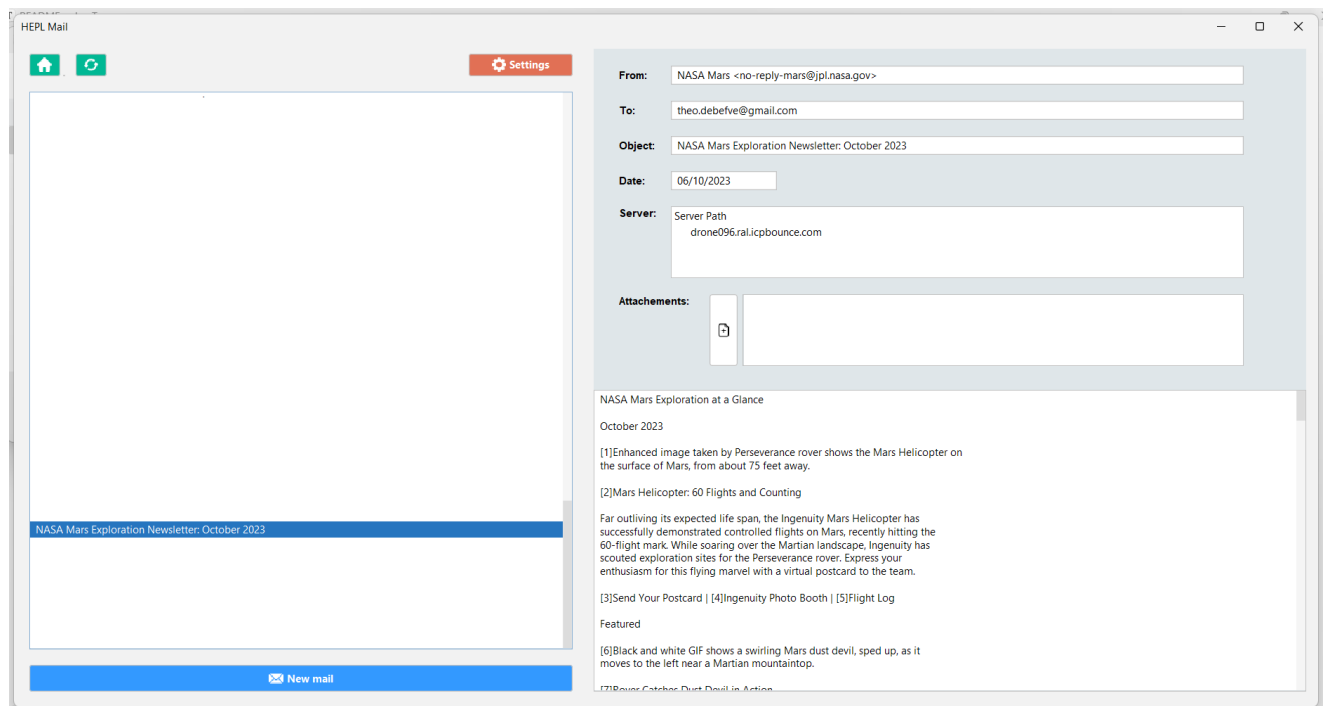 HEPL Mail
Settings
NASA Mars Exploration Newsletter: October 2023
New mail
From: NASA Mars <no-reply-mars@jpl.nasa.gov>
To: theo.debefve@gmail.com
Object: NASA Mars Exploration Newsletter: October 2023
Date: 06/10/2023
Server: Server Path
drone096.ral.icpbounce.com
Attachements:
NASA Mars Exploration at a Glance
October 2023
[1]Enhanced image taken by Perseverance rover shows the Mars Helicopter on
the surface of Mars, from about 75 feet away.
[2]Mars Helicopter: 60 Flights and Counting
Far outliving its expected life span, the Ingenuity Mars Helicopter has
successfully demonstrated controlled flights on Mars, recently hitting the
60-flight mark. While soaring over the Martian landscape, Ingenuity has
scouted exploration sites for the Perseverance rover. Express your
enthusiasm for this flying marvel with a virtual postcard to the team.
[3]Send Your Postcard | [4]Ingenuity Photo Booth | [5]Flight Log
Featured
[6]Black and white GIF shows a swirling Mars dust devil, sped up, as it
moves to the left near a Martian mountaintop.
[7]Rover Catches Dust Devil in Action